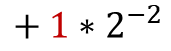 + 1 * 2⁻²